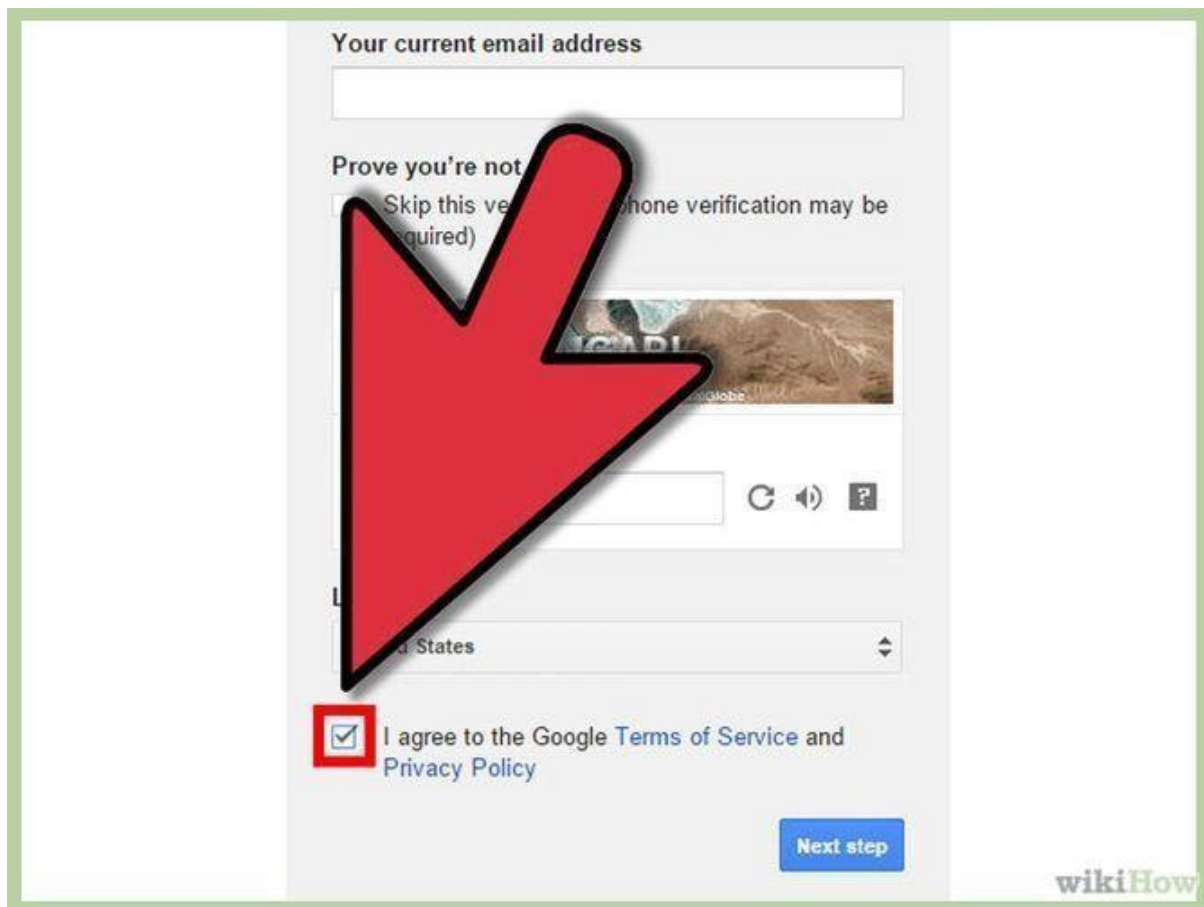 Your current email address
Prove you're not
Skip this ve phone verification may be
equired)
Globe
States
I agree to the Google Terms of Service and
Privacy Policy
Next step
wikiHow